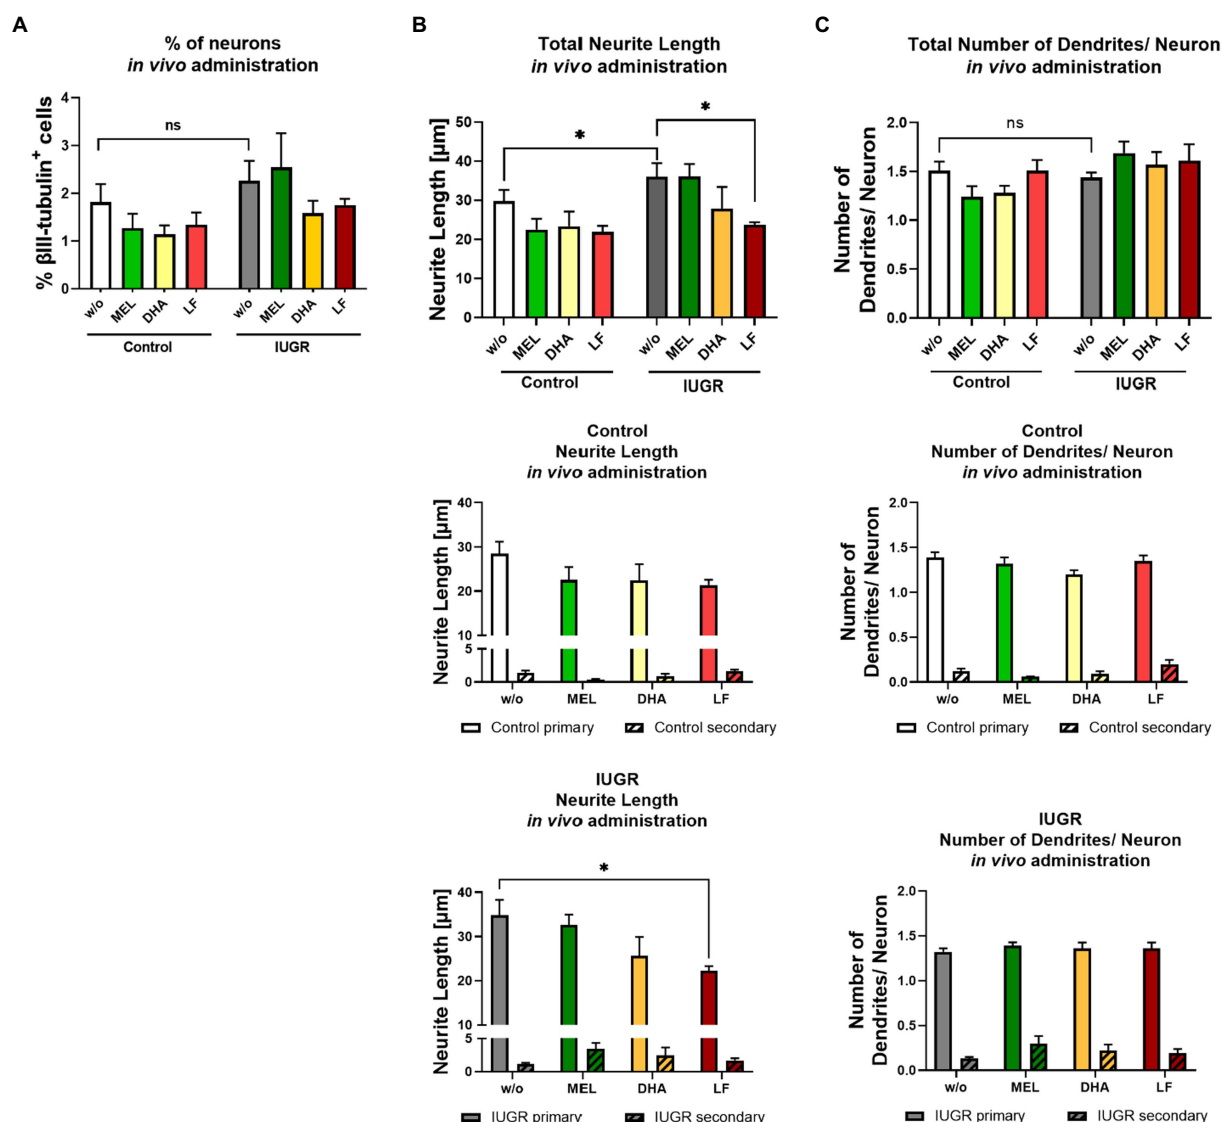 A
% of neurons
in vivo administration
% βIII-tubulin+ cells
4
3
2
1
0
ns
w/o
MEL
DHA
LF
w/o
MEL
DHA
LF
Control
IUGR
B
Total Neurite Length
in vivo administration
Neurite Length [µm]
50
40
30
20
10
0
*
*
w/o
MEL
DHA
LF
w/o
MEL
DHA
LF
Control
IUGR
C
Total Number of Dendrites/ Neuron
in vivo administration
Number of
Dendrites/ Neuron
2.0
1.5
1.0
0.5
0.0
ns
w/o
MEL
DHA
LF
w/o
MEL
DHA
LF
Control
IUGR
Control
Neurite Length
in vivo administration
Neurite Length [µm]
40
30
20
10
5
0
w/o
MEL
DHA
LF
Control primary
Control secondary
Control
Number of Dendrites/ Neuron
in vivo administration
Number of
Dendrites/ Neuron
2.0
1.5
1.0
0.5
0.0
w/o
MEL
DHA
LF
Control primary
Control secondary
IUGR
Neurite Length
in vivo administration
Neurite Length [µm]
40
30
20
10
5
0
*
w/o
MEL
DHA
LF
IUGR primary
IUGR secondary
IUGR
Number of Dendrites/ Neuron
in vivo administration
Number of
Dendrites/ Neuron
2.0
1.5
1.0
0.5
0.0
w/o
MEL
DHA
LF
IUGR primary
IUGR secondary